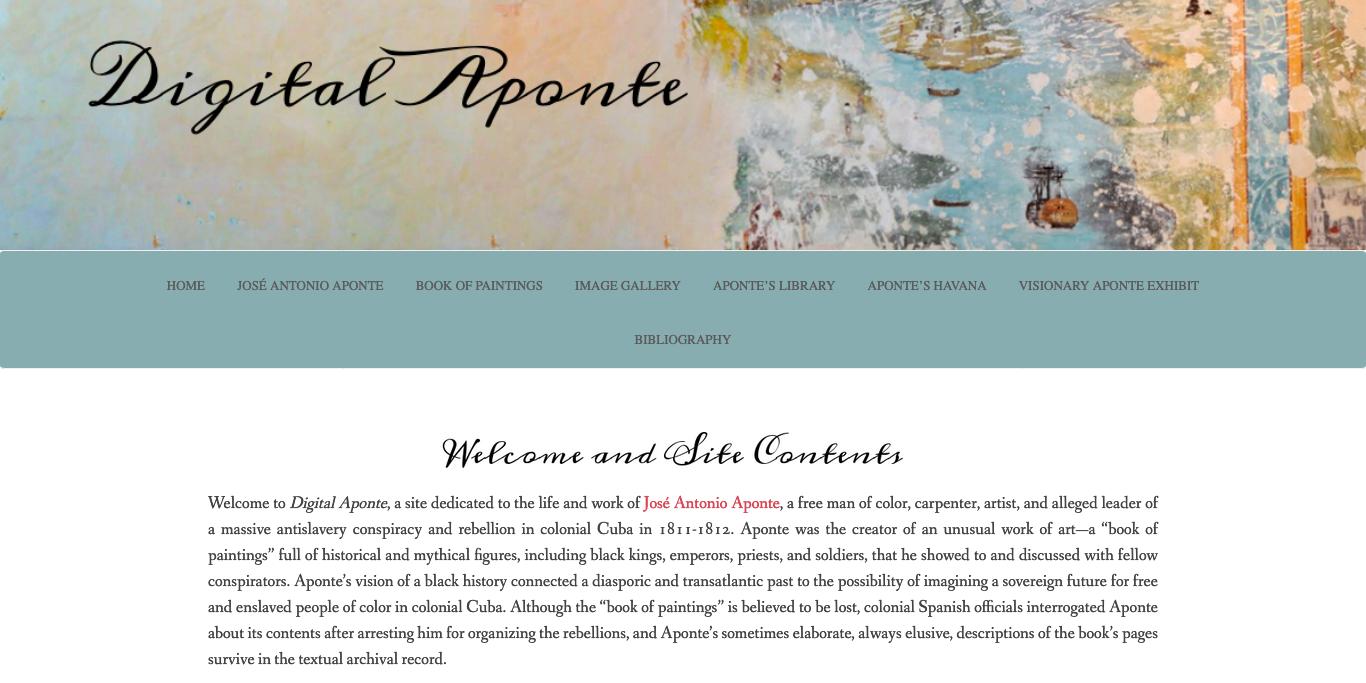 Digital Aponte
HOME JOSÉ ANTONIO APONTE BOOK OF PAINTINGS IMAGE GALLERY APONTE’S LIBRARY APONTE’S HAVANA VISIONARY APONTE EXHIBIT
BIBLIOGRAPHY
Welcome and Site Contents
Welcome to Digital Aponte, a site dedicated to the life and work of José Antonio Aponte, a free man of color, carpenter, artist, and alleged leader of
a massive antislavery conspiracy and rebellion in colonial Cuba in 1811-1812. Aponte was the creator of an unusual work of art—a “book of
paintings” full of historical and mythical figures, including black kings, emperors, priests, and soldiers, that he showed to and discussed with fellow
conspirators. Aponte’s vision of a black history connected a diasporic and transatlantic past to the possibility of imagining a sovereign future for free
and enslaved people of color in colonial Cuba. Although the “book of paintings” is believed to be lost, colonial Spanish officials interrogated Aponte
about its contents after arresting him for organizing the rebellions, and Aponte’s sometimes elaborate, always elusive, descriptions of the book’s pages
survive in the textual archival record.